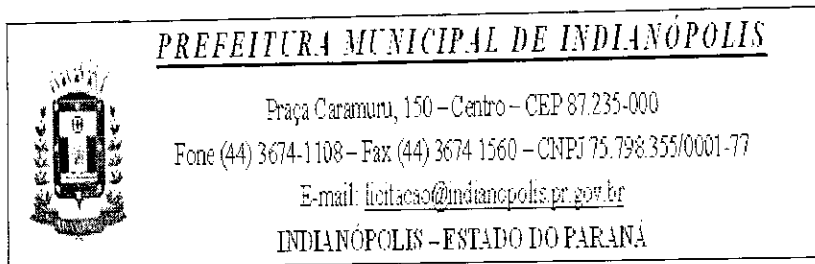 PREFEITURA MUNICIPAL DE INDIANÓPOLIS
Praça Caramuru, 150 – Centro – CEP 87.235-000
Fone (44) 3674-1108 – Fax (44) 3674 1560 – CNPJ 75.798.355/0001-77
E-mail: licitacao@indianopolis.pr.gov.br
INDIANÓPOLIS – ESTADO DO PARANÁ